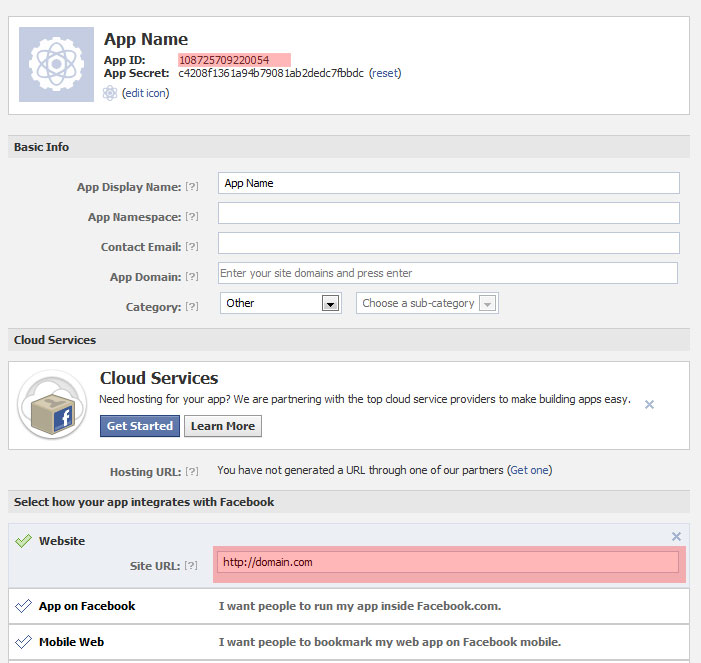 App Name
App ID: 108725709220054
App Secret: c4208f1361a94b79081ab2dedc7fbbdc (reset)
(edit icon)
Basic Info
App Display Name: [?] App Name
App Namespace: [?]
Contact Email: [?]
App Domain: [?] Enter your site domains and press enter
Category: [?] Other Choose a sub-category
Cloud Services
Cloud Services
Need hosting for your app? We are partnering with the top cloud service providers to make building apps easy.
Get Started Learn More
Hosting URL: [?] You have not generated a URL through one of our partners (Get one)
Select how your app integrates with Facebook
Website
Site URL: [?] http://domain.com
App on Facebook I want people to run my app inside Facebook.com.
Mobile Web I want people to bookmark my web app on Facebook mobile.